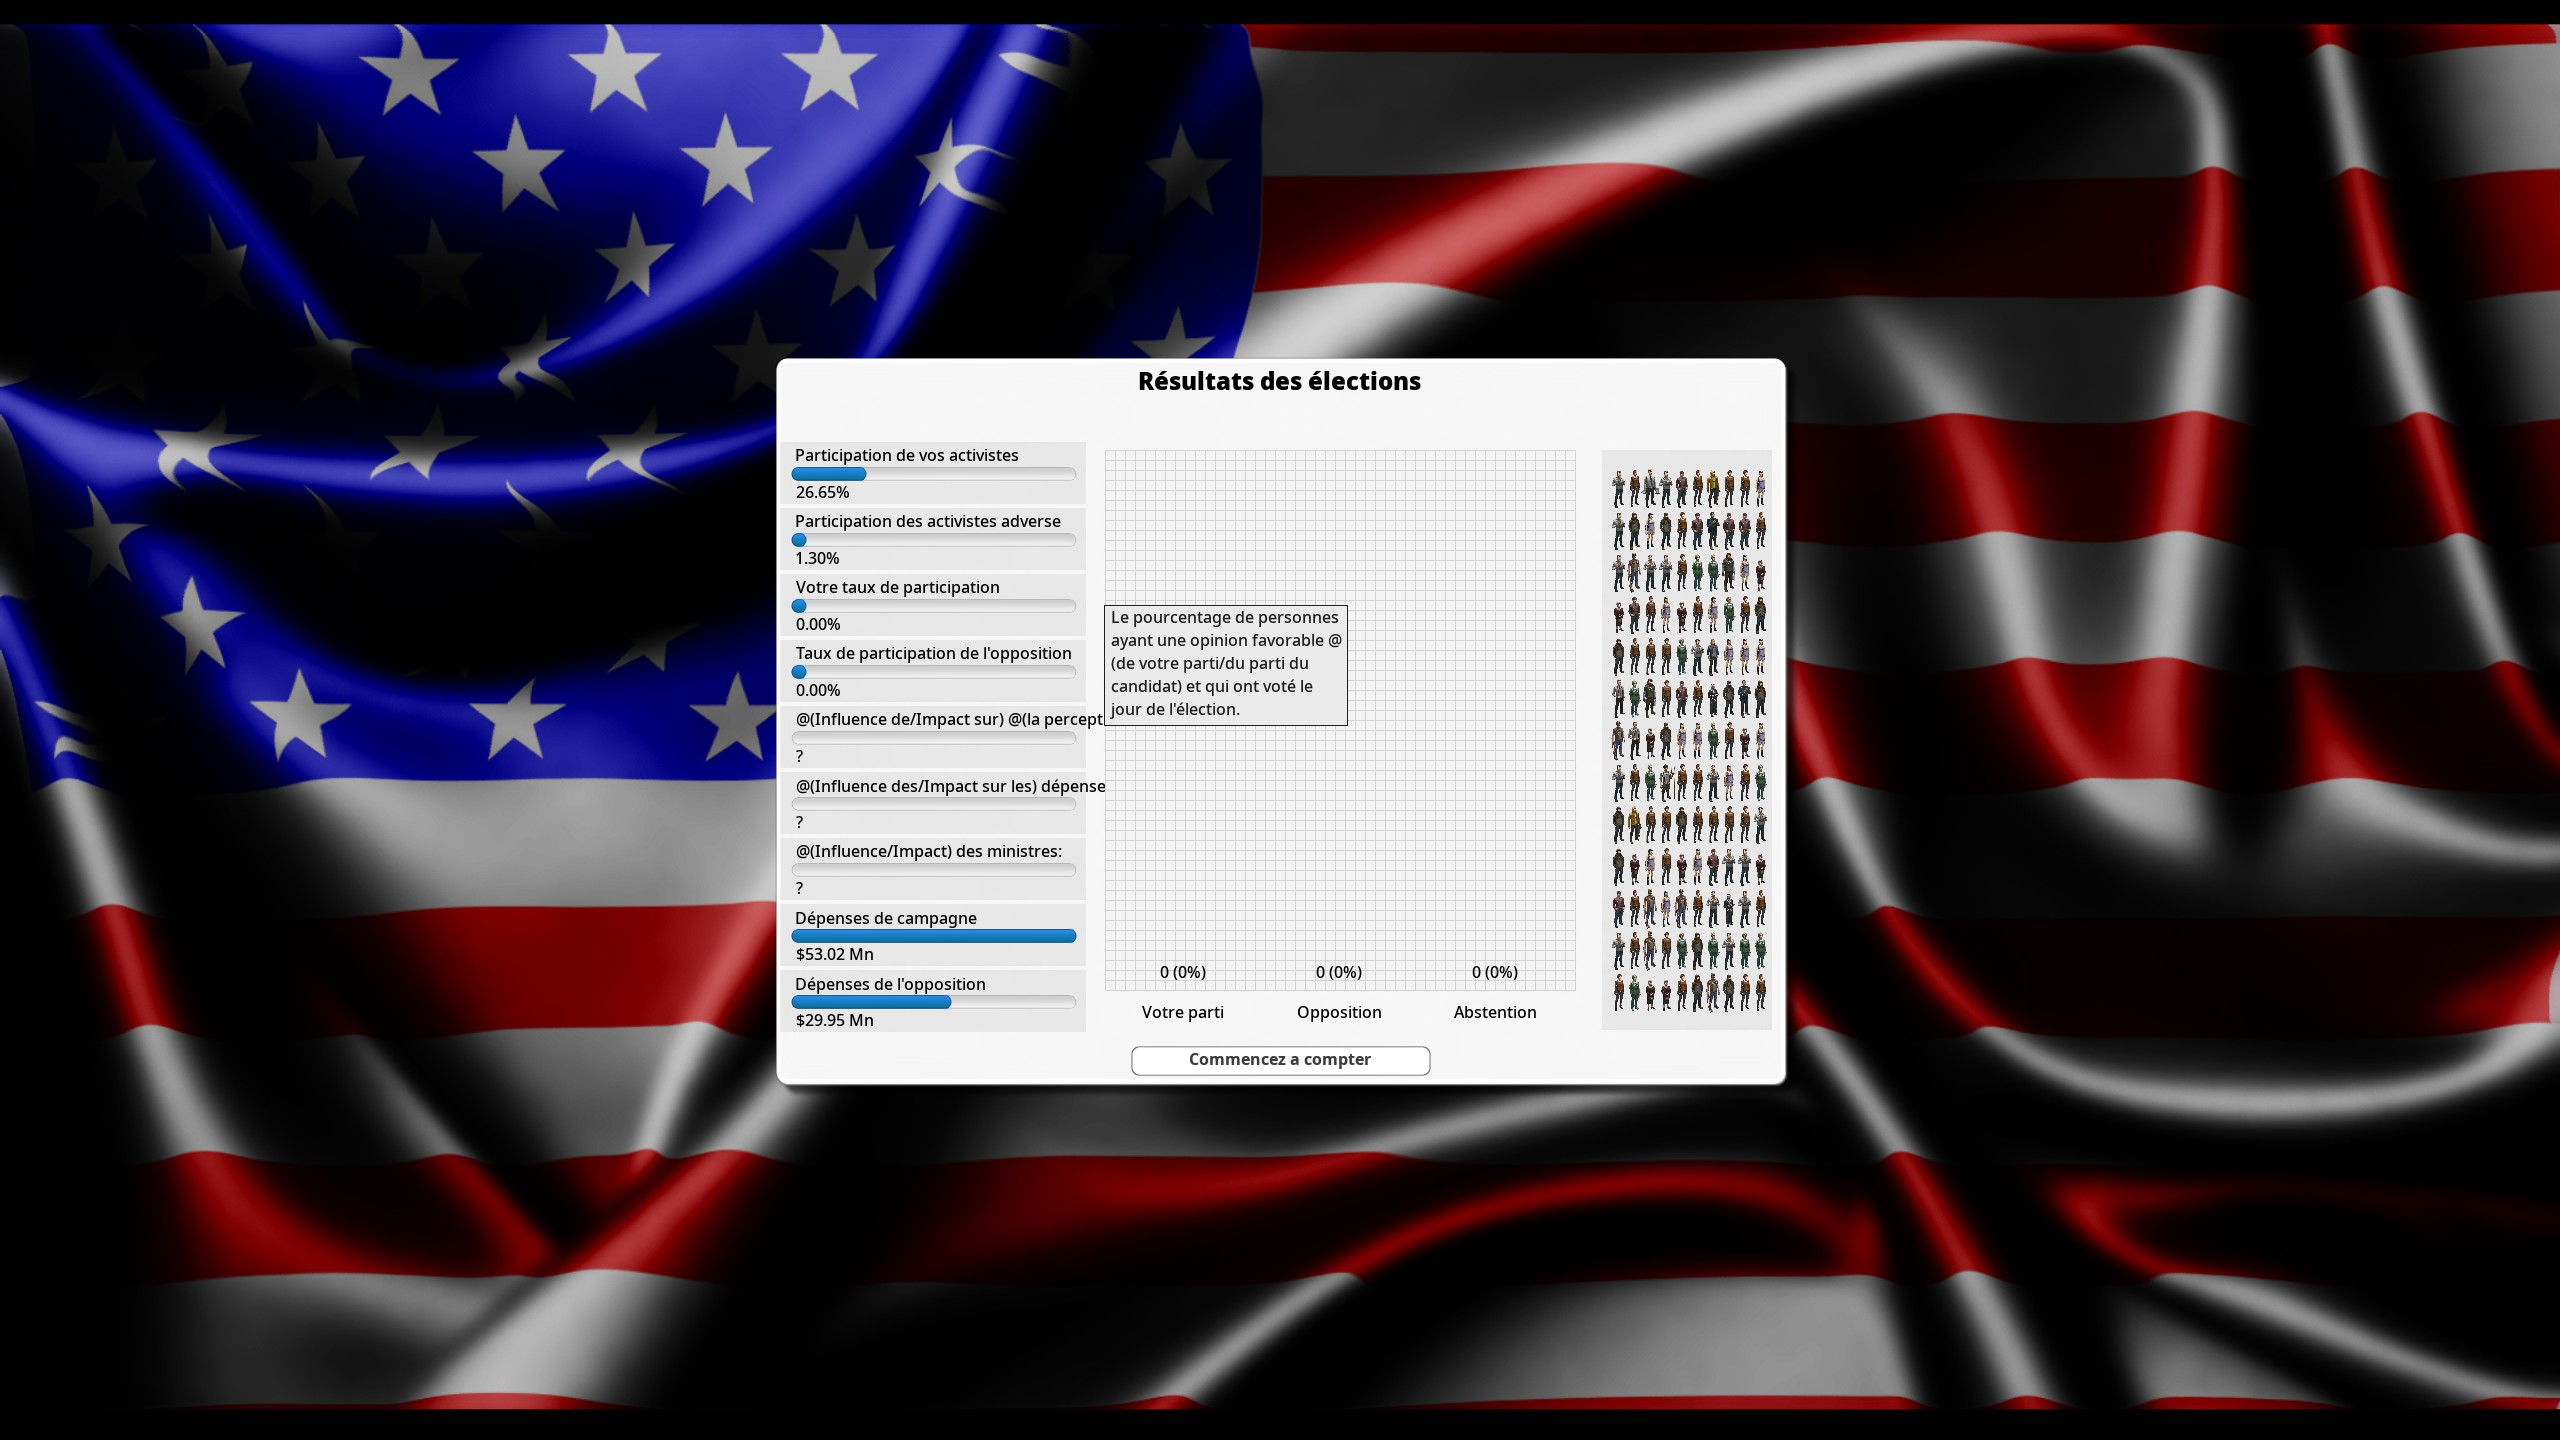 Résultats des élections
Participation de vos activistes
26.65%
Participation des activistes adverse
1.30%
Votre taux de participation
0.00%
Taux de participation de l'opposition
0.00%
@(Influence de/Impact sur) @(la percept
?
@(Influence des/Impact sur les) dépense
?
@(Influence/Impact) des ministres:
?
Dépenses de campagne
$53.02 Mn
Dépenses de l'opposition
$29.95 Mn
Le pourcentage de personnes
ayant une opinion favorable @
(de votre parti/du parti du
candidat) et qui ont voté le
jour de l'élection.
0 (0%)
0 (0%)
0 (0%)
Votre parti
Opposition
Abstention
Commencez a compter